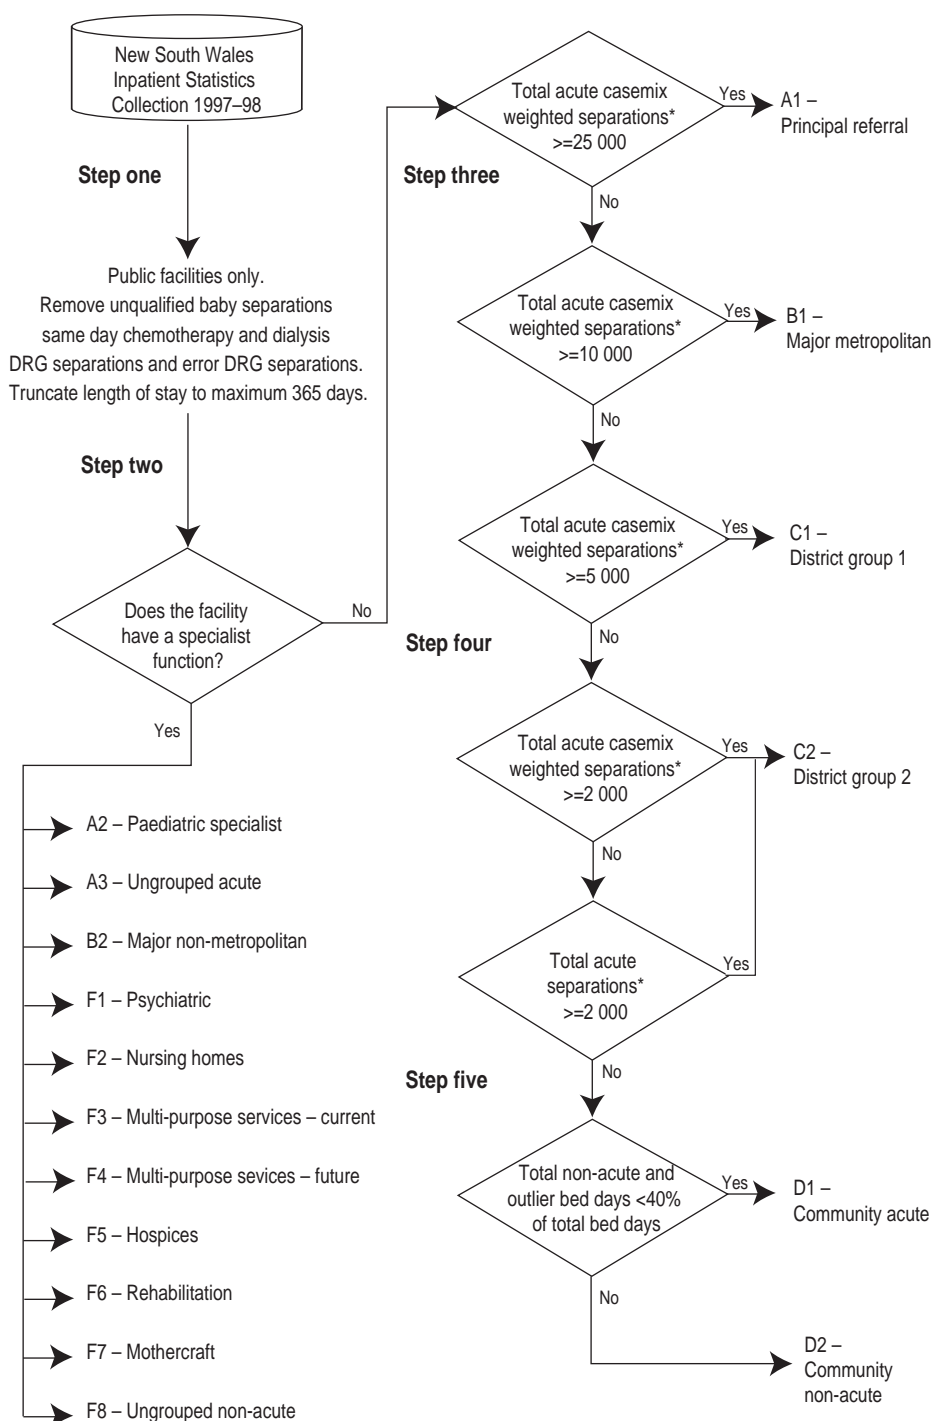 New South Wales
Inpatient Statistics
Collection 1997–98
Step one
Public facilities only.
Remove unqualified baby separations
same day chemotherapy and dialysis
DRG separations and error DRG separations.
Truncate length of stay to maximum 365 days.
Step two
Does the facility
have a specialist
function?
No
Yes
A2 – Paediatric specialist
A3 – Ungrouped acute
B2 – Major non-metropolitan
F1 – Psychiatric
F2 – Nursing homes
F3 – Multi-purpose services – current
F4 – Multi-purpose sevices – future
F5 – Hospices
F6 – Rehabilitation
F7 – Mothercraft
F8 – Ungrouped non-acute
Step three
Total acute casemix
weighted separations*
>=25 000
Yes
A1 –
Principal referral
No
Total acute casemix
weighted separations*
>=10 000
Yes
B1 –
Major metropolitan
No
Total acute casemix
weighted separations*
>=5 000
Yes
C1 –
District group 1
No
Step four
Total acute casemix
weighted separations*
>=2 000
Yes
C2 –
District group 2
No
Total acute
separations*
>=2 000
Yes
No
Step five
Total non-acute and
outlier bed days <40%
of total bed days
Yes
D1 –
Community acute
No
D2 –
Community
non-acute